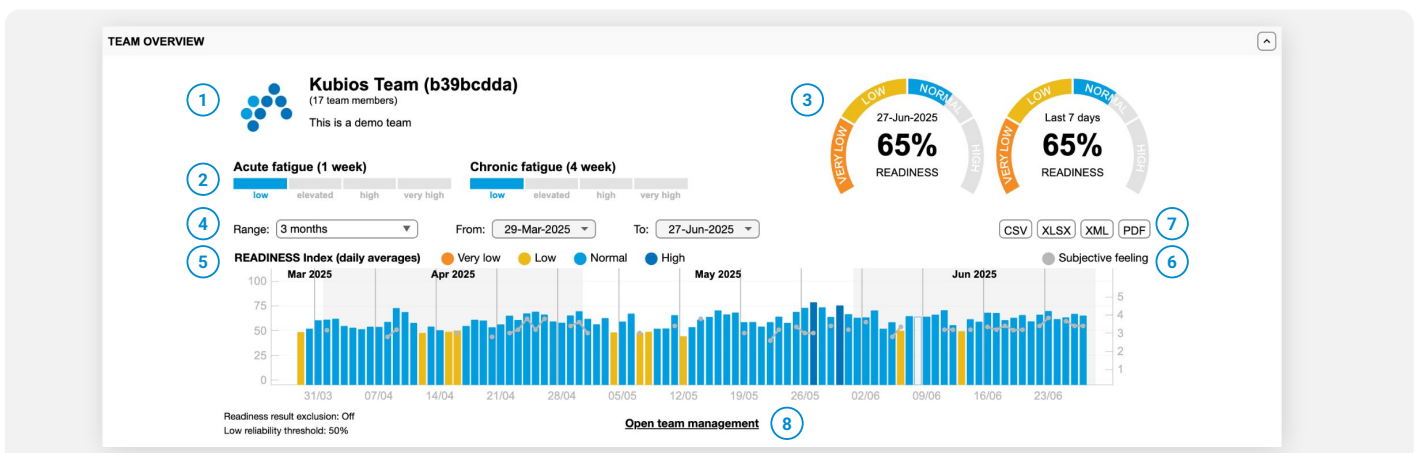 TEAM OVERVIEW
1
Kubios Team (b39bcdda)
(17 team members)
This is a demo team
3
VERY LOW LOW NORMAL HIGH
27-Jun-2025
65%
READINESS
VERY LOW LOW NORMAL HIGH
Last 7 days
65%
READINESS
2
Acute fatigue (1 week)
low elevated high very high
Chronic fatigue (4 week)
low elevated high very high
4
Range: 3 months From: 29-Mar-2025 To: 27-Jun-2025
CSV XLSX XML PDF
7
5
READINESS Index (daily averages) Very low Low Normal High
Subjective feeling
6
Mar 2025 Apr 2025 May 2025 Jun 2025
100
75
50
25
0
5
4
3
2
1
31/03 07/04 14/04 21/04 28/04 05/05 12/05 19/05 26/05 02/06 09/06 16/06 23/06
Readiness result exclusion: Off
Low reliability threshold: 50%
Open team management
8